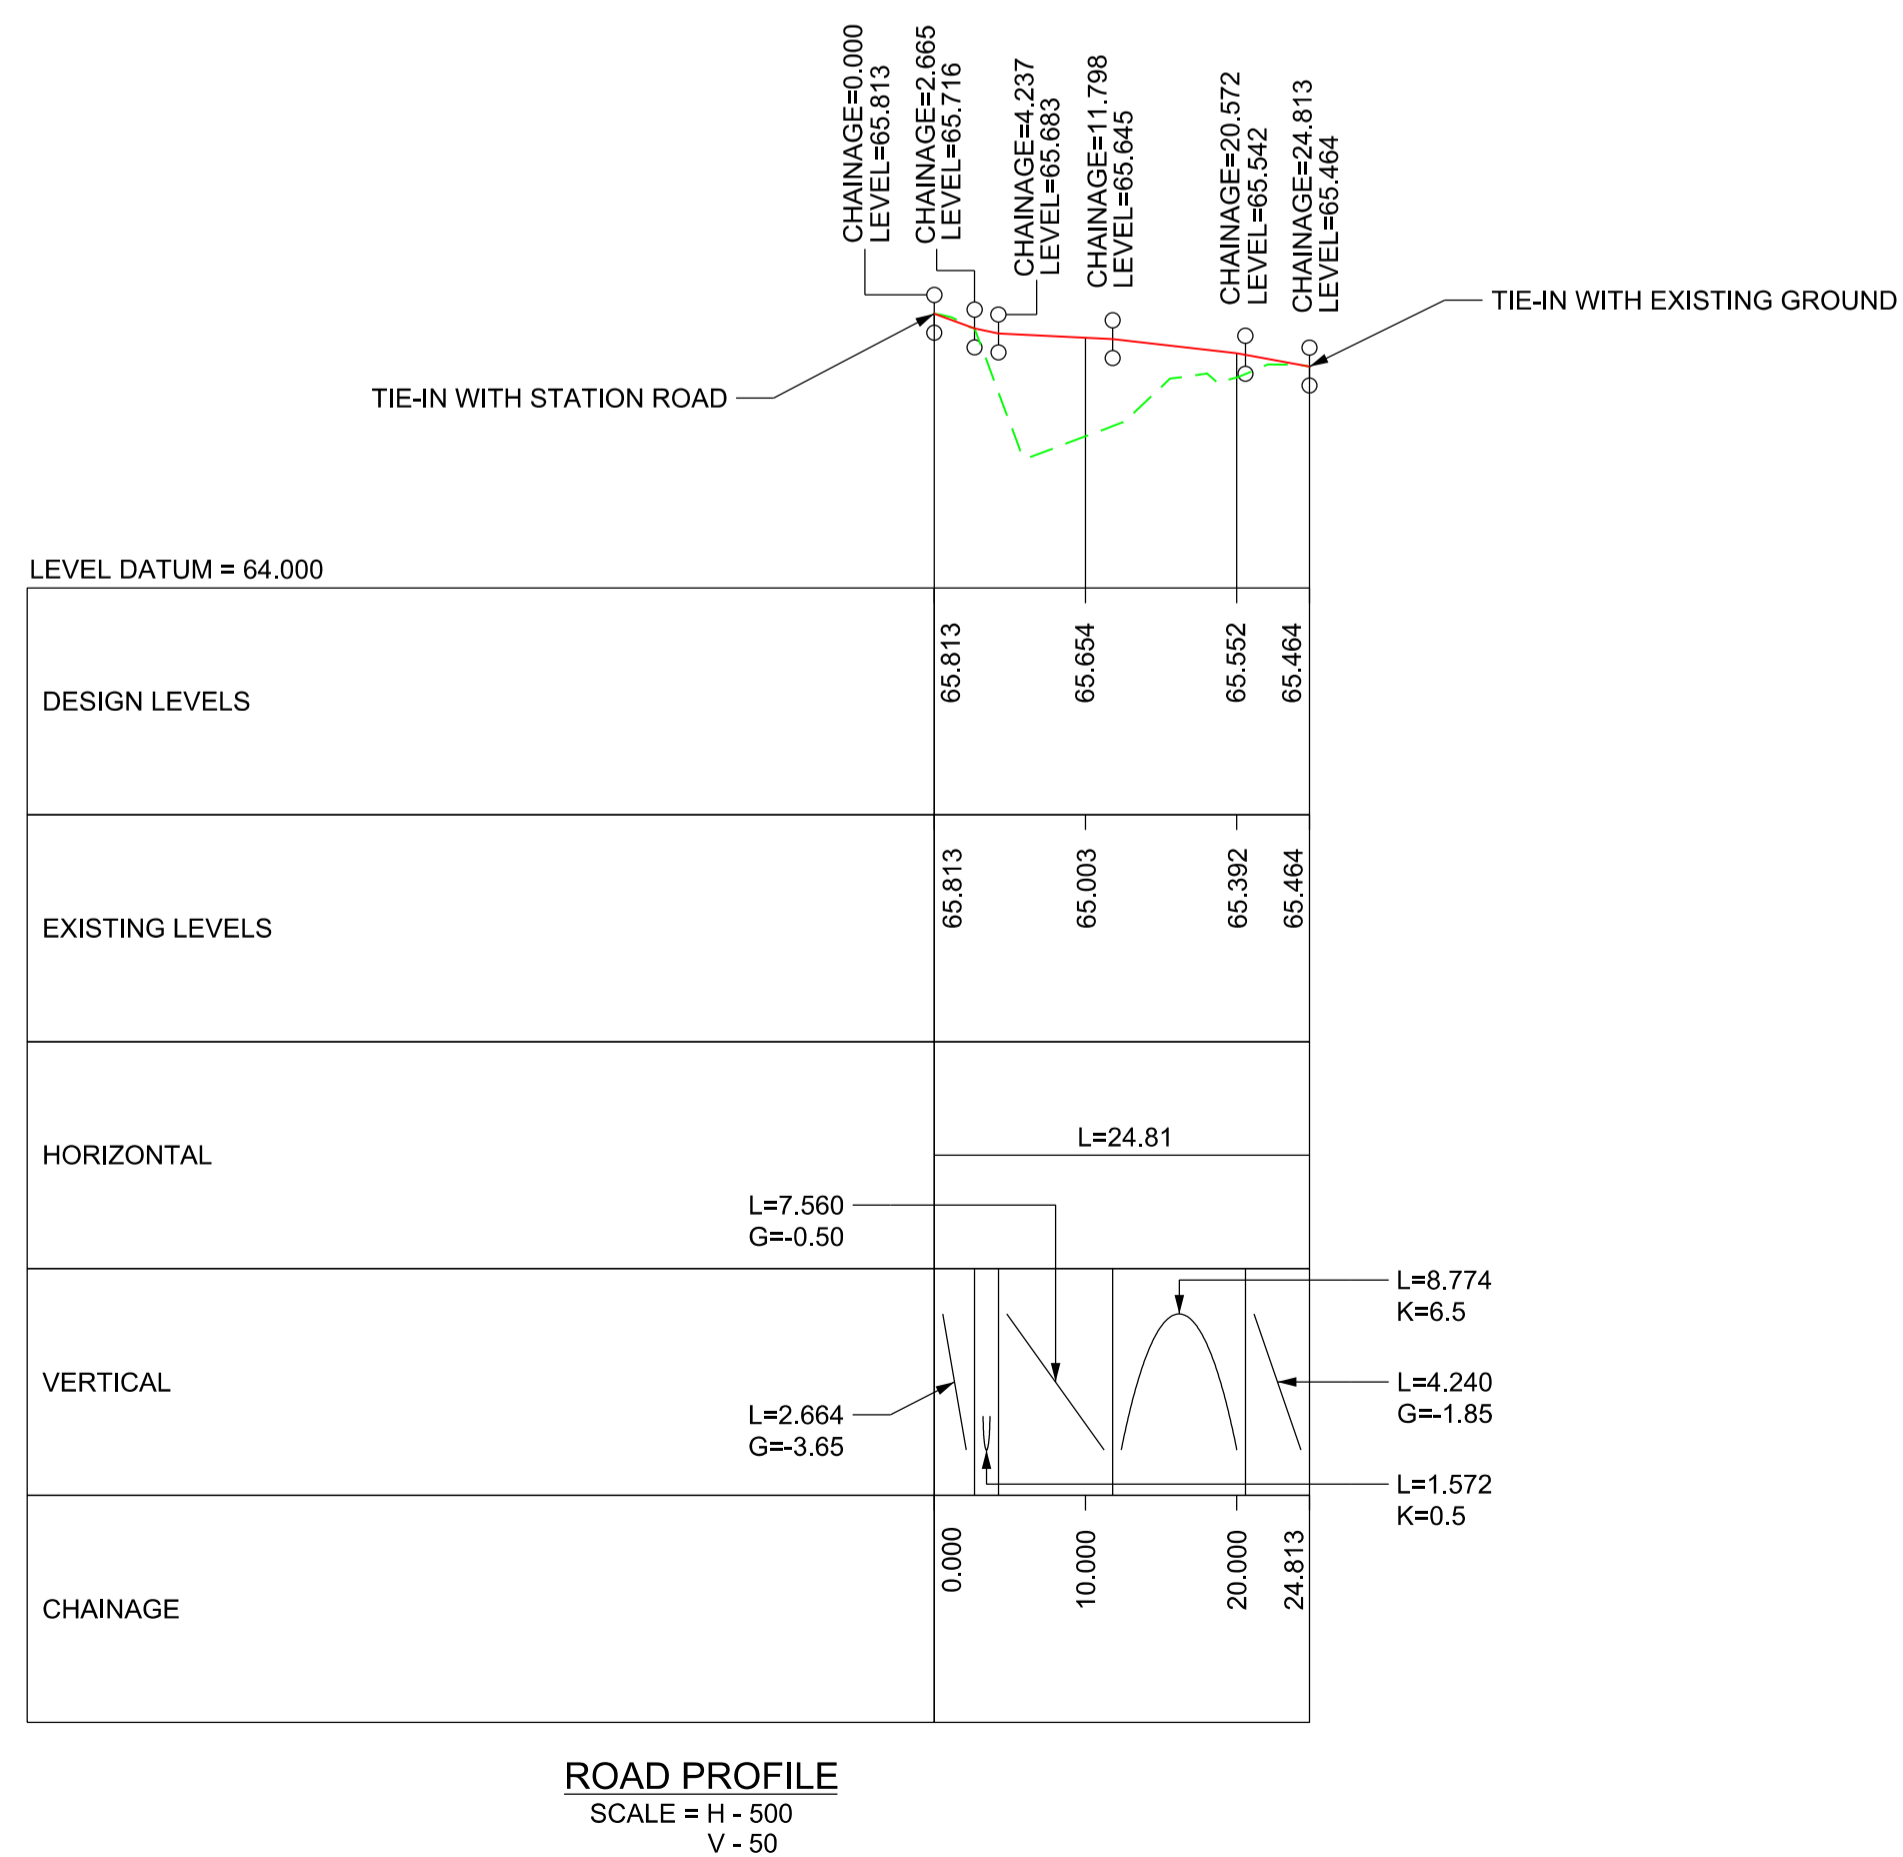 CHAINAGE=0.000
LEVEL=65.813
CHAINAGE=2.665
LEVEL=65.716
CHAINAGE=4.237
LEVEL=65.683
CHAINAGE=11.798
LEVEL=65.645
CHAINAGE=20.572
LEVEL=65.542
CHAINAGE=24.813
LEVEL=65.464
TIE-IN WITH EXISTING GROUND
TIE-IN WITH STATION ROAD
LEVEL DATUM = 64.000
DESIGN LEVELS
65.813
65.654
65.552
65.464
EXISTING LEVELS
65.813
65.003
65.392
65.464
HORIZONTAL
L=24.81
L=7.560
G=-0.50
VERTICAL
L=8.774
K=6.5
L=4.240
G=-1.85
L=2.664
G=-3.65
L=1.572
K=0.5
CHAINAGE
0.000
10.000
20.000
24.813
ROAD PROFILE
SCALE = H - 500
V - 50